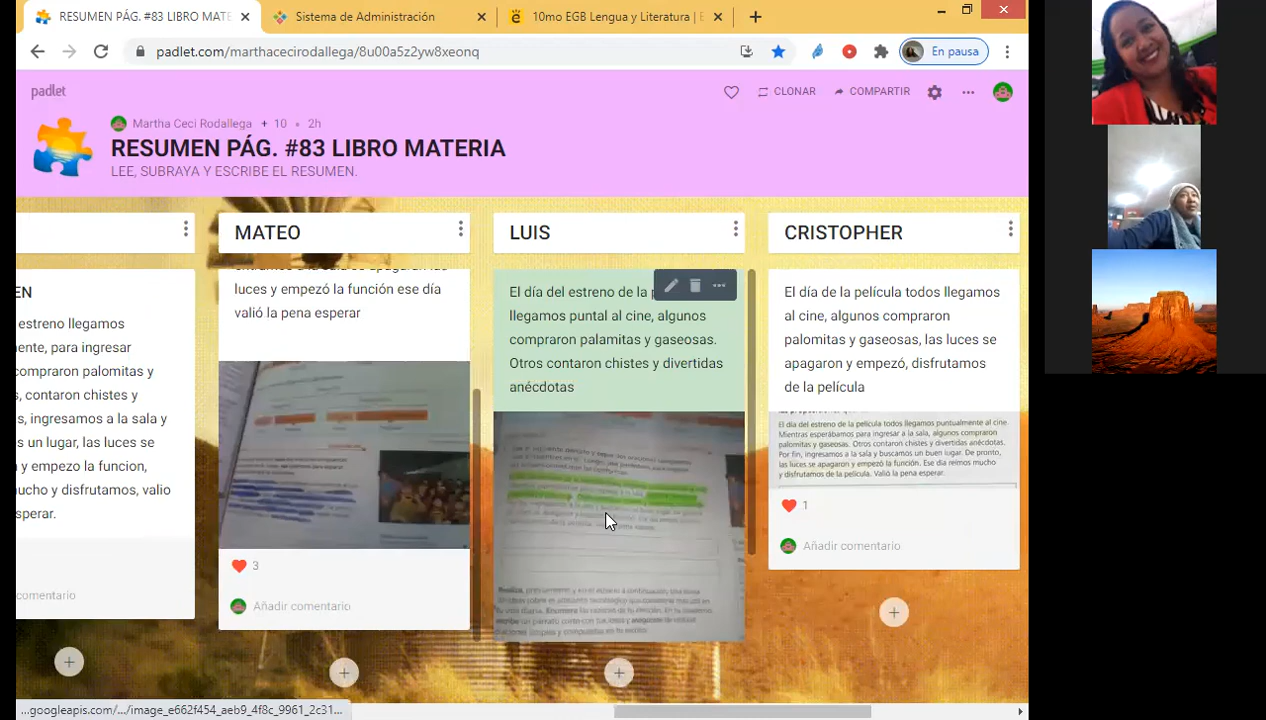 RESUMEN PÁG. #83 LIBRO MATE
Sistema de Administración
10mo EGB Lengua y Literatura | E
padlet.com/marthacecirodallega/8u00a5z2yw8xeonq
En pausa
padlet
CLONAR
COMPARTIR
Martha Ceci Rodallega + 10 • 2h
RESUMEN PÁG. #83 LIBRO MATERIA
LEE, SUBRAYA Y ESCRIBE EL RESUMEN.
EN
estreno llegamos
mente, para ingresar
compraron palomitas y
, contaron chistes y
s, ingresamos a la sala y
s un lugar, las luces se
y empezo la funcion,
mucho y disfrutamos, valio
sperar.
comentario
MATEO
luces y empezó la función ese día
valió la pena esperar
3
Añadir comentario
LUIS
El día del estreno de la p
llegamos puntal al cine, algunos
compraron palamitas y gaseosas.
Otros contaron chistes y divertidas
anécdotas
CRISTOPHER
El día de la película todos llegamos
al cine, algunos compraron
palomitas y gaseosas, las luces se
apagaron y empezó, disfrutamos
de la película
El día del estreno de la película todos llegamos puntualmente al cine.
Mientras esperábamos para ingresar a la sala, algunos compraron
palomitas y gaseosas. Otros contaron chistes y divertidas anécdotas.
Por fin, ingresamos a la sala y buscamos un buen lugar. De pronto,
las luces se apagaron y empezó la función. Ese día reímos mucho
y disfrutamos de la película. Valió la pena esperar.
1
Añadir comentario
...googleapis.com/.../image_e662f454_aeb9_4f8c_9961_2c31...